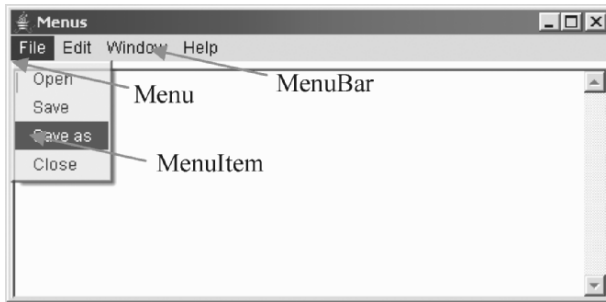 Menus
File Edit Window Help
Open
Save
Save as
Close
Menu
MenuBar
MenuItem